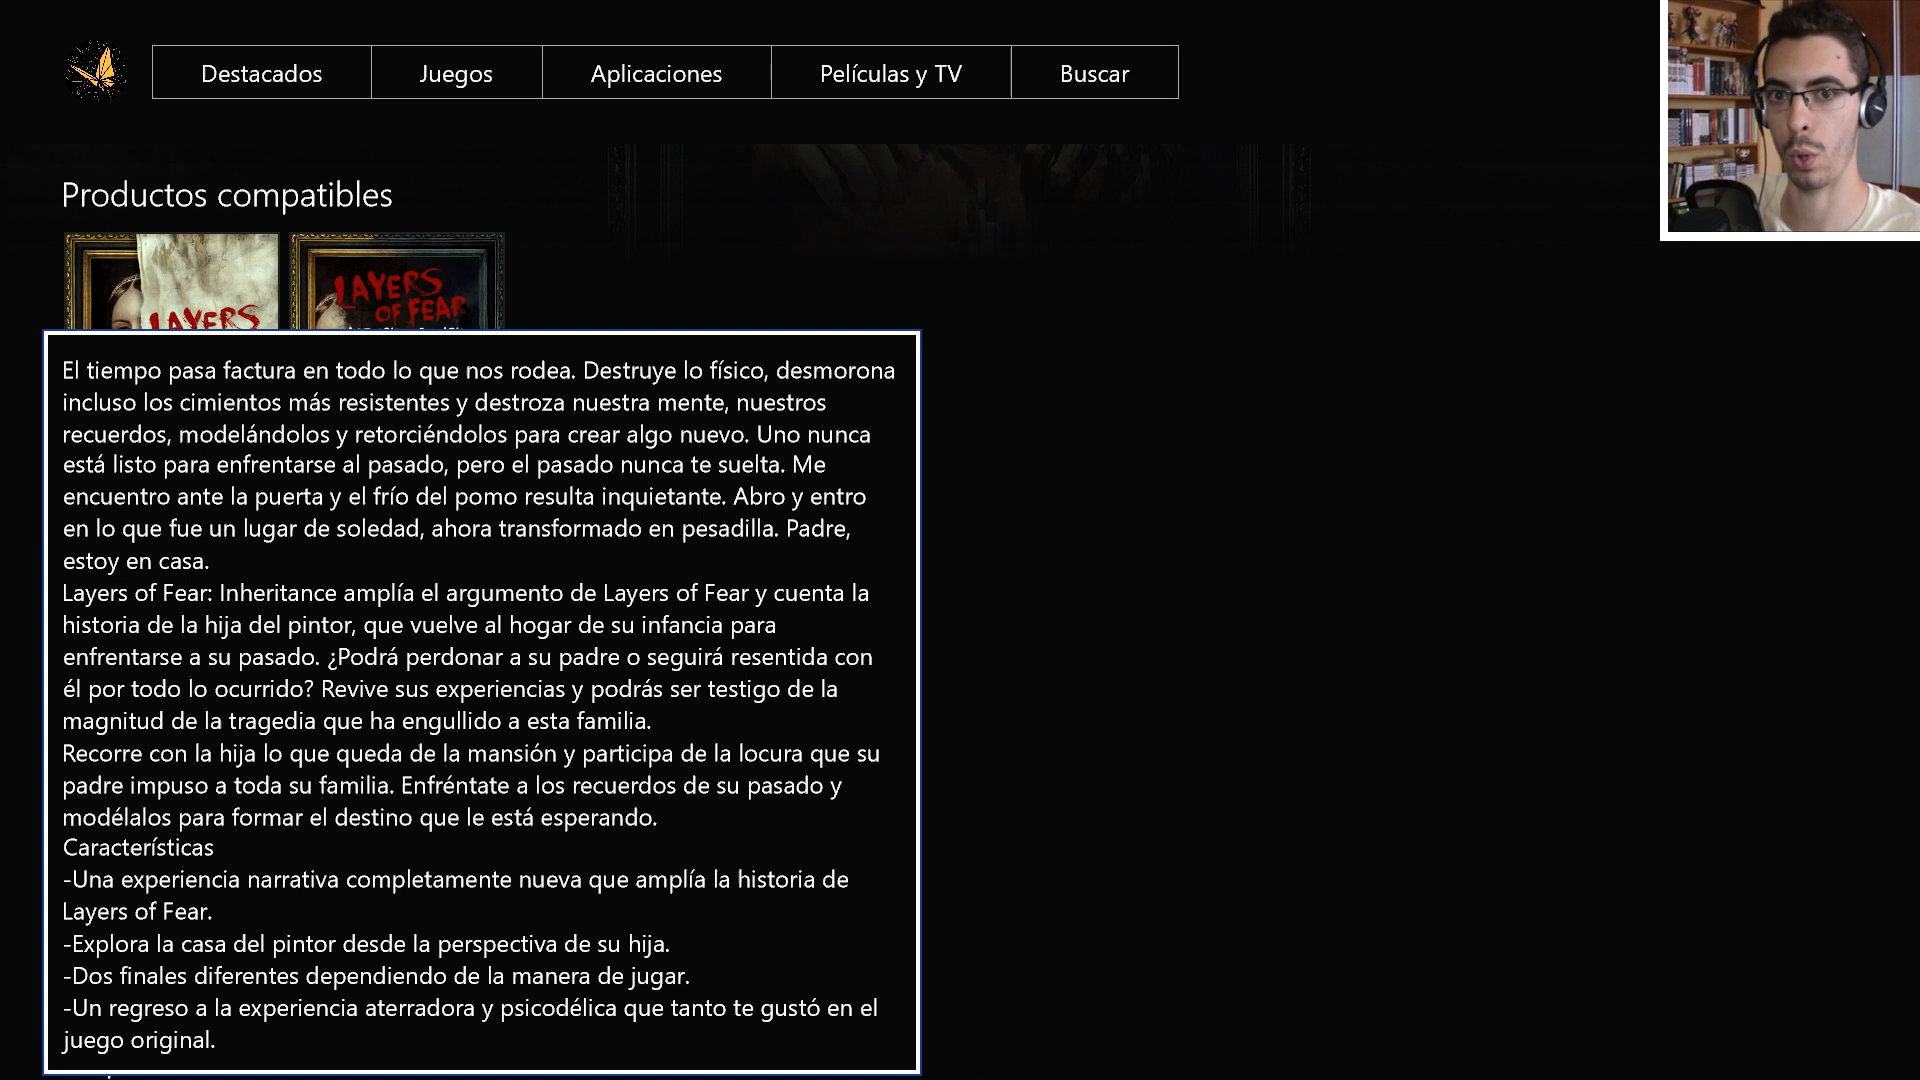 Destacados
Juegos
Aplicaciones
Películas y TV
Buscar
Productos compatibles
LAYERS
LAYERS
OF FEAR
El tiempo pasa factura en todo lo que nos rodea. Destruye lo físico, desmorona
incluso los cimientos más resistentes y destroza nuestra mente, nuestros
recuerdos, modelándolos y retorciéndolos para crear algo nuevo. Uno nunca
está listo para enfrentarse al pasado, pero el pasado nunca te suelta. Me
encuentro ante la puerta y el frío del pomo resulta inquietante. Abro y entro
en lo que fue un lugar de soledad, ahora transformado en pesadilla. Padre,
estoy en casa.
Layers of Fear: Inheritance amplía el argumento de Layers of Fear y cuenta la
historia de la hija del pintor, que vuelve al hogar de su infancia para
enfrentarse a su pasado. ¿Podrá perdonar a su padre o seguirá resentida con
él por todo lo ocurrido? Revive sus experiencias y podrás ser testigo de la
magnitud de la tragedia que ha engullido a esta familia.
Recorre con la hija lo que queda de la mansión y participa de la locura que su
padre impuso a toda su familia. Enfréntate a los recuerdos de su pasado y
modélalos para formar el destino que le está esperando.
Características
-Una experiencia narrativa completamente nueva que amplía la historia de
Layers of Fear.
-Explora la casa del pintor desde la perspectiva de su hija.
-Dos finales diferentes dependiendo de la manera de jugar.
-Un regreso a la experiencia aterradora y psicodélica que tanto te gustó en el
juego original.